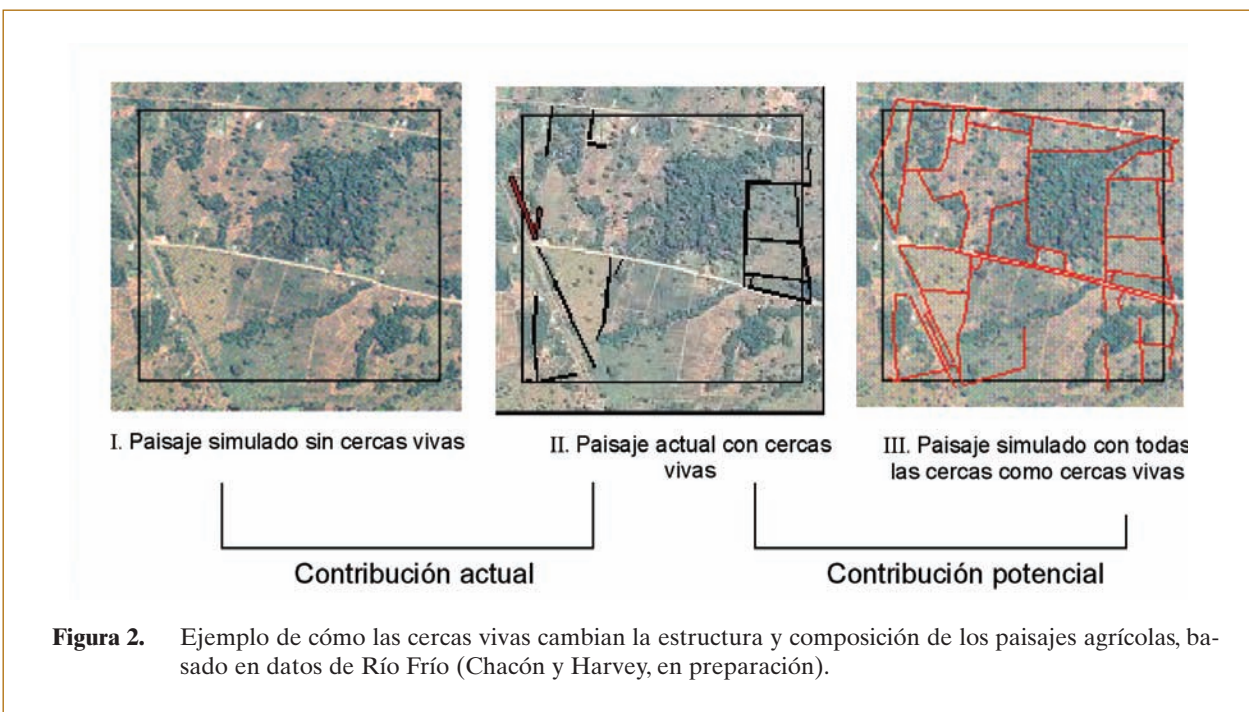 I. Paisaje simulado sin cercas vivas
II. Paisaje actual con cercas
vivas
III. Paisaje simulado con todas
las cercas como cercas vivas
Contribución actual
Contribución potencial
Figura 2. Ejemplo de cómo las cercas vivas cambian la estructura y composición de los paisajes agrícolas, ba-
sado en datos de Río Frío (Chacón y Harvey, en preparación).